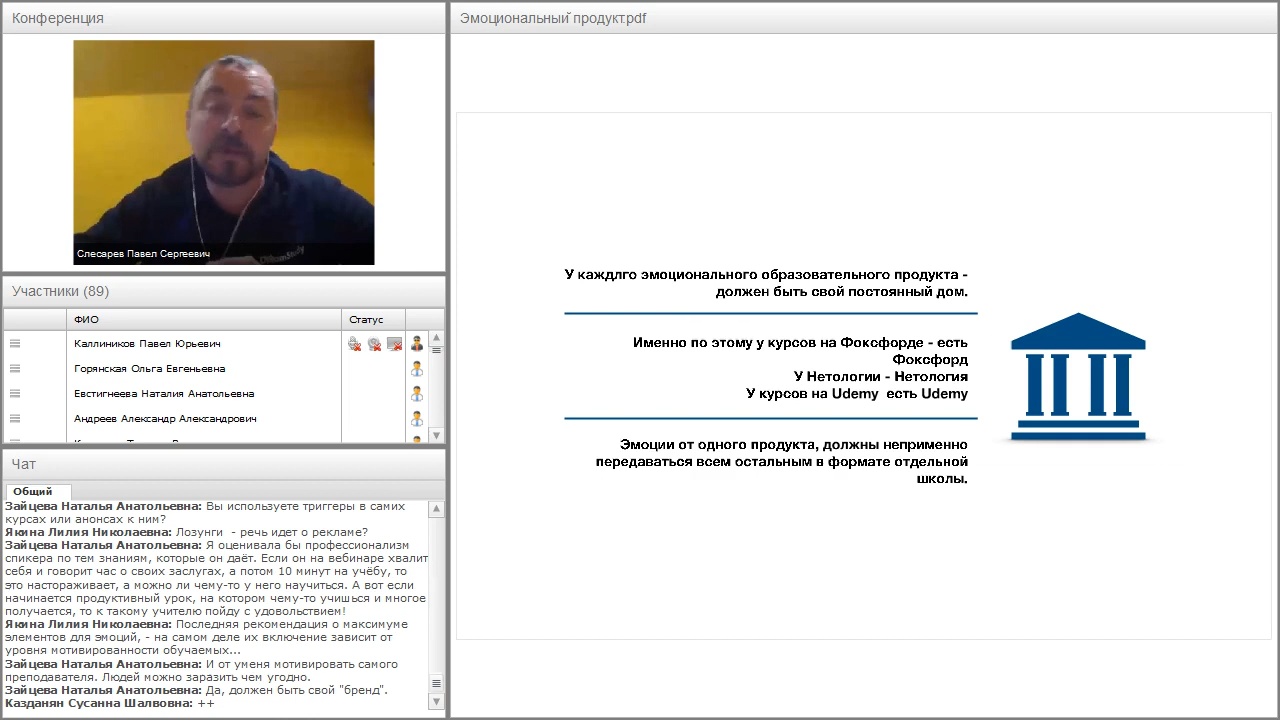 Конференция
Слесарев Павел Сергеевич
Участники (89)
ФИО
Статус
Каллиников Павел Юрьевич
Горянская Ольга Евгеньевна
Евстигнеева Наталия Анатольевна
Андреев Александр Александрович
Чат
Общий
Зайцева Наталья Анатольевна: Вы используете триггеры в самих
курсах или анонсах к ним?
Якина Лилия Николаевна: Лозунги - речь идет о рекламе?
Зайцева Наталья Анатольевна: Я оценивала бы профессионализм
спикера по тем знаниям, которые он даёт. Если он на вебинаре хвалит
себя и говорит час о своих заслугах, а потом 10 минут на учёбу, то
это настораживает, а можно ли чему-то у него научиться. А вот если
начинается продуктивный урок, на котором чему-то учишься и многое
получается, то к такому учителю пойду с удовольствием!
Якина Лилия Николаевна: Последняя рекомендация о максимуме
элементов для эмоций, - на самом деле их включение зависит от
уровня мотивированности обучаемых...
Зайцева Наталья Анатольевна: И от уменя мотивировать самого
преподавателя. Людей можно заразить чем угодно.
Зайцева Наталья Анатольевна: Да, должен быть свой "бренд".
Казданян Сусанна Шалвовна: ++
Эмоциональный продукт.pdf
У каждлго эмоционального образовательного продукта -
должен быть свой постоянный дом.
Именно по этому у курсов на Фоксфорде - есть
Фоксфорд
У Нетологии - Нетология
У курсов на Udemy есть Udemy
Эмоции от одного продукта, должны неприменно
передаваться всем остальным в формате отдельной
школы.